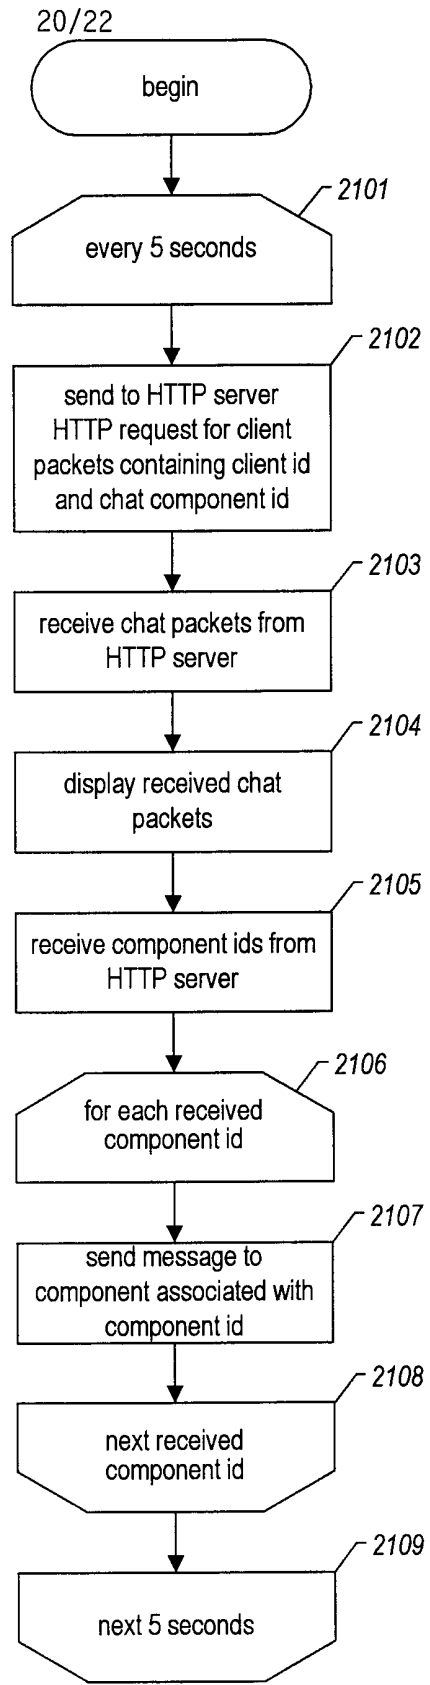 20/22
begin
2101
every 5 seconds
2102
send to HTTP server
HTTP request for client
packets containing client id
and chat component id
2103
receive chat packets from
HTTP server
2104
display received chat
packets
2105
receive component ids from
HTTP server
2106
for each received
component id
2107
send message to
component associated with
component id
2108
next received
component id
2109
next 5 seconds